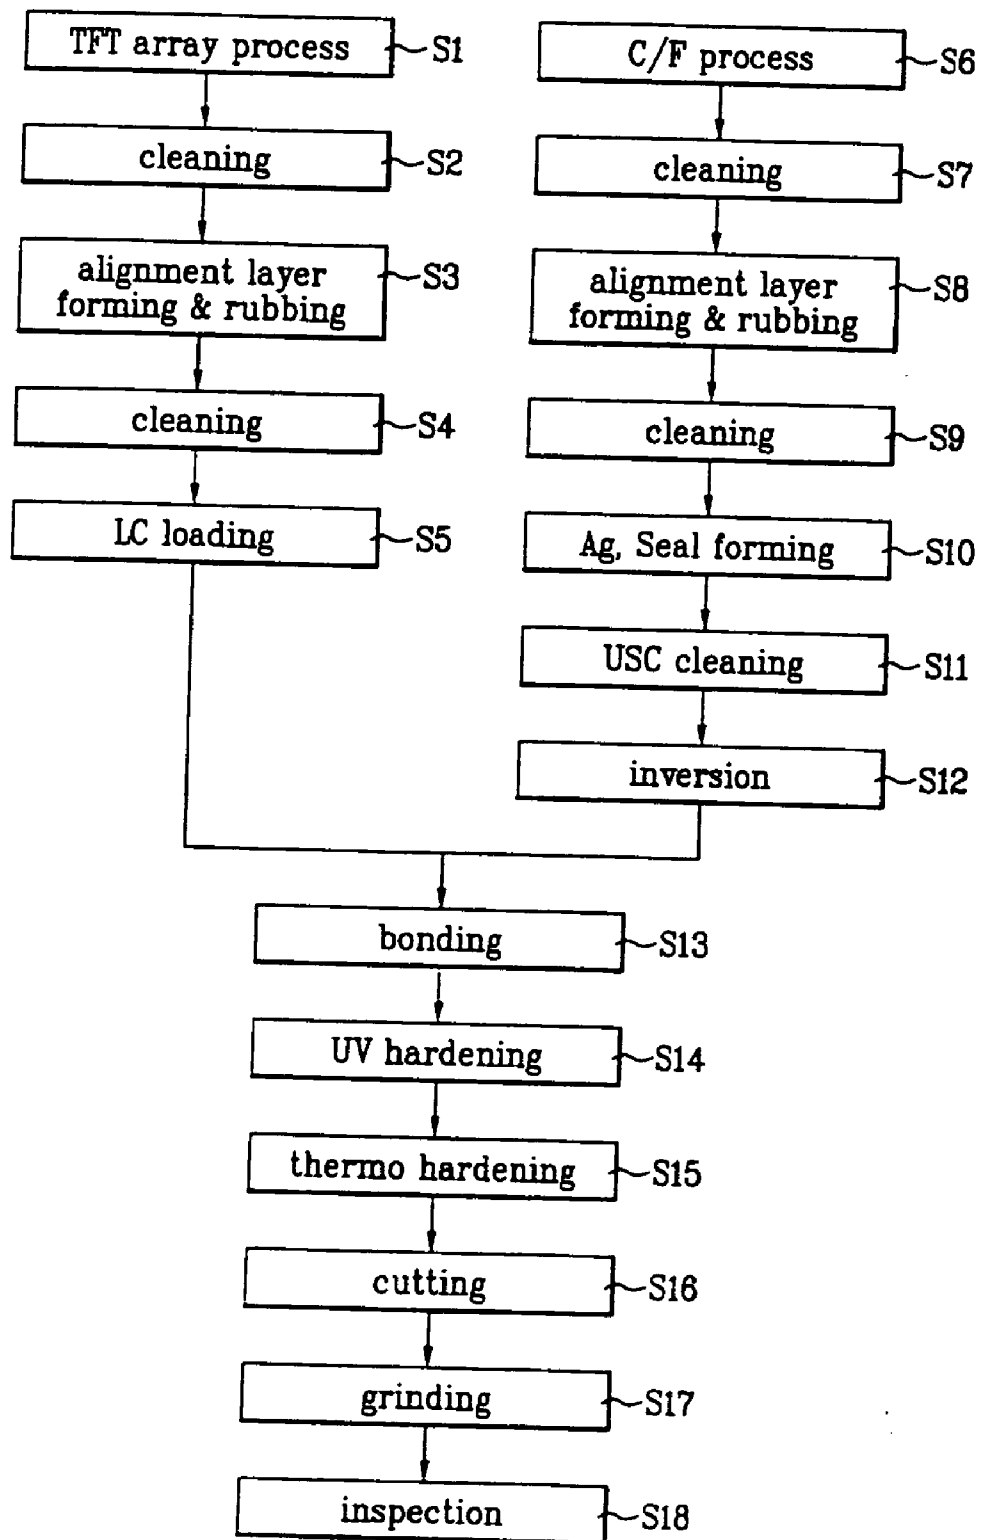 TFT array process
S1
cleaning
S2
alignment layer
forming & rubbing
S3
cleaning
S4
LC loading
S5
C/F process
S6
cleaning
S7
alignment layer
forming & rubbing
S8
cleaning
S9
Ag, Seal forming
S10
USC cleaning
S11
inversion
S12
bonding
S13
UV hardening
S14
thermo hardening
S15
cutting
S16
grinding
S17
inspection
S18